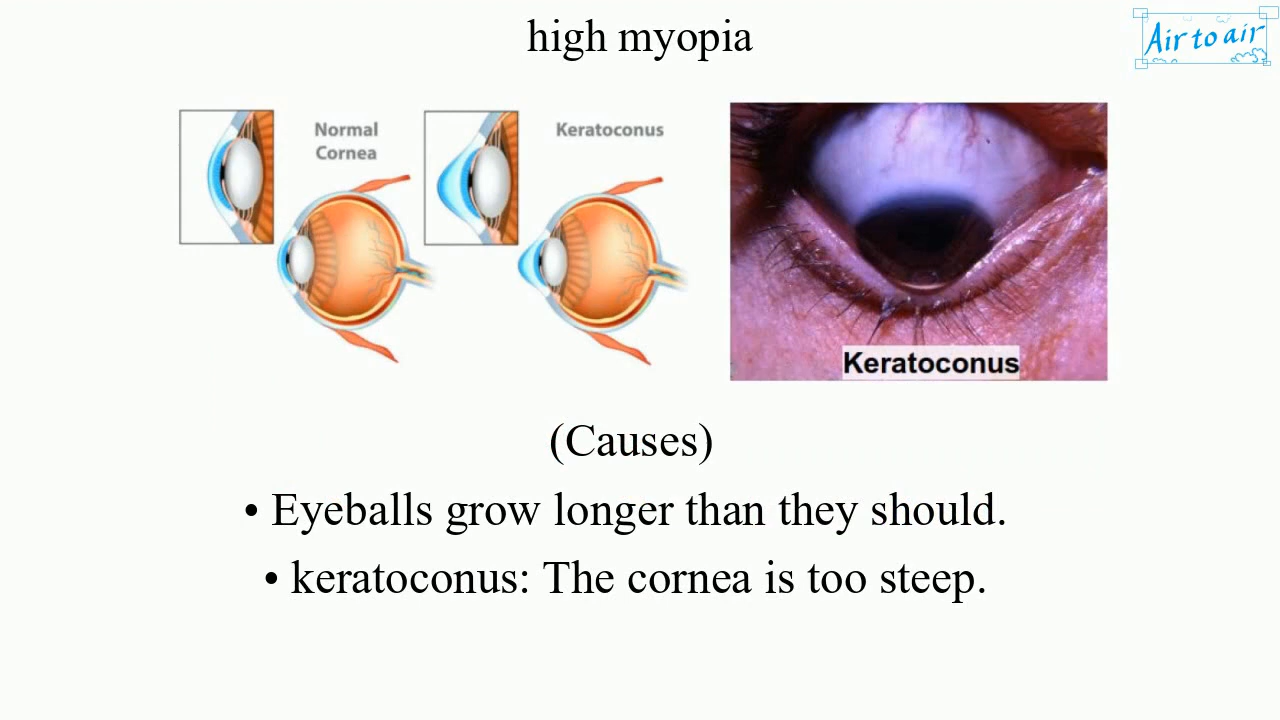 high myopia
Air to air
Normal
Cornea
Keratoconus
Keratoconus
(Causes)
• Eyeballs grow longer than they should.
• keratoconus: The cornea is too steep.